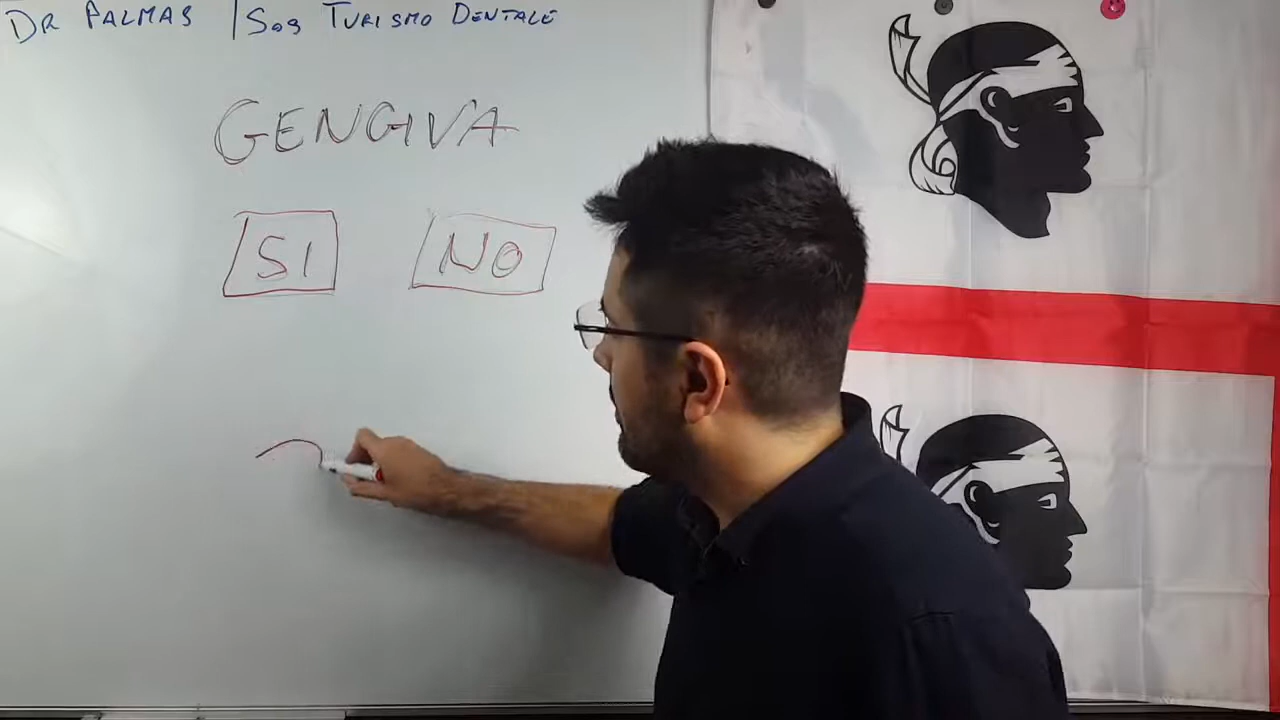 DR PALMAS | Sos TURISMO DENTALE
GENGIVA
SI NO